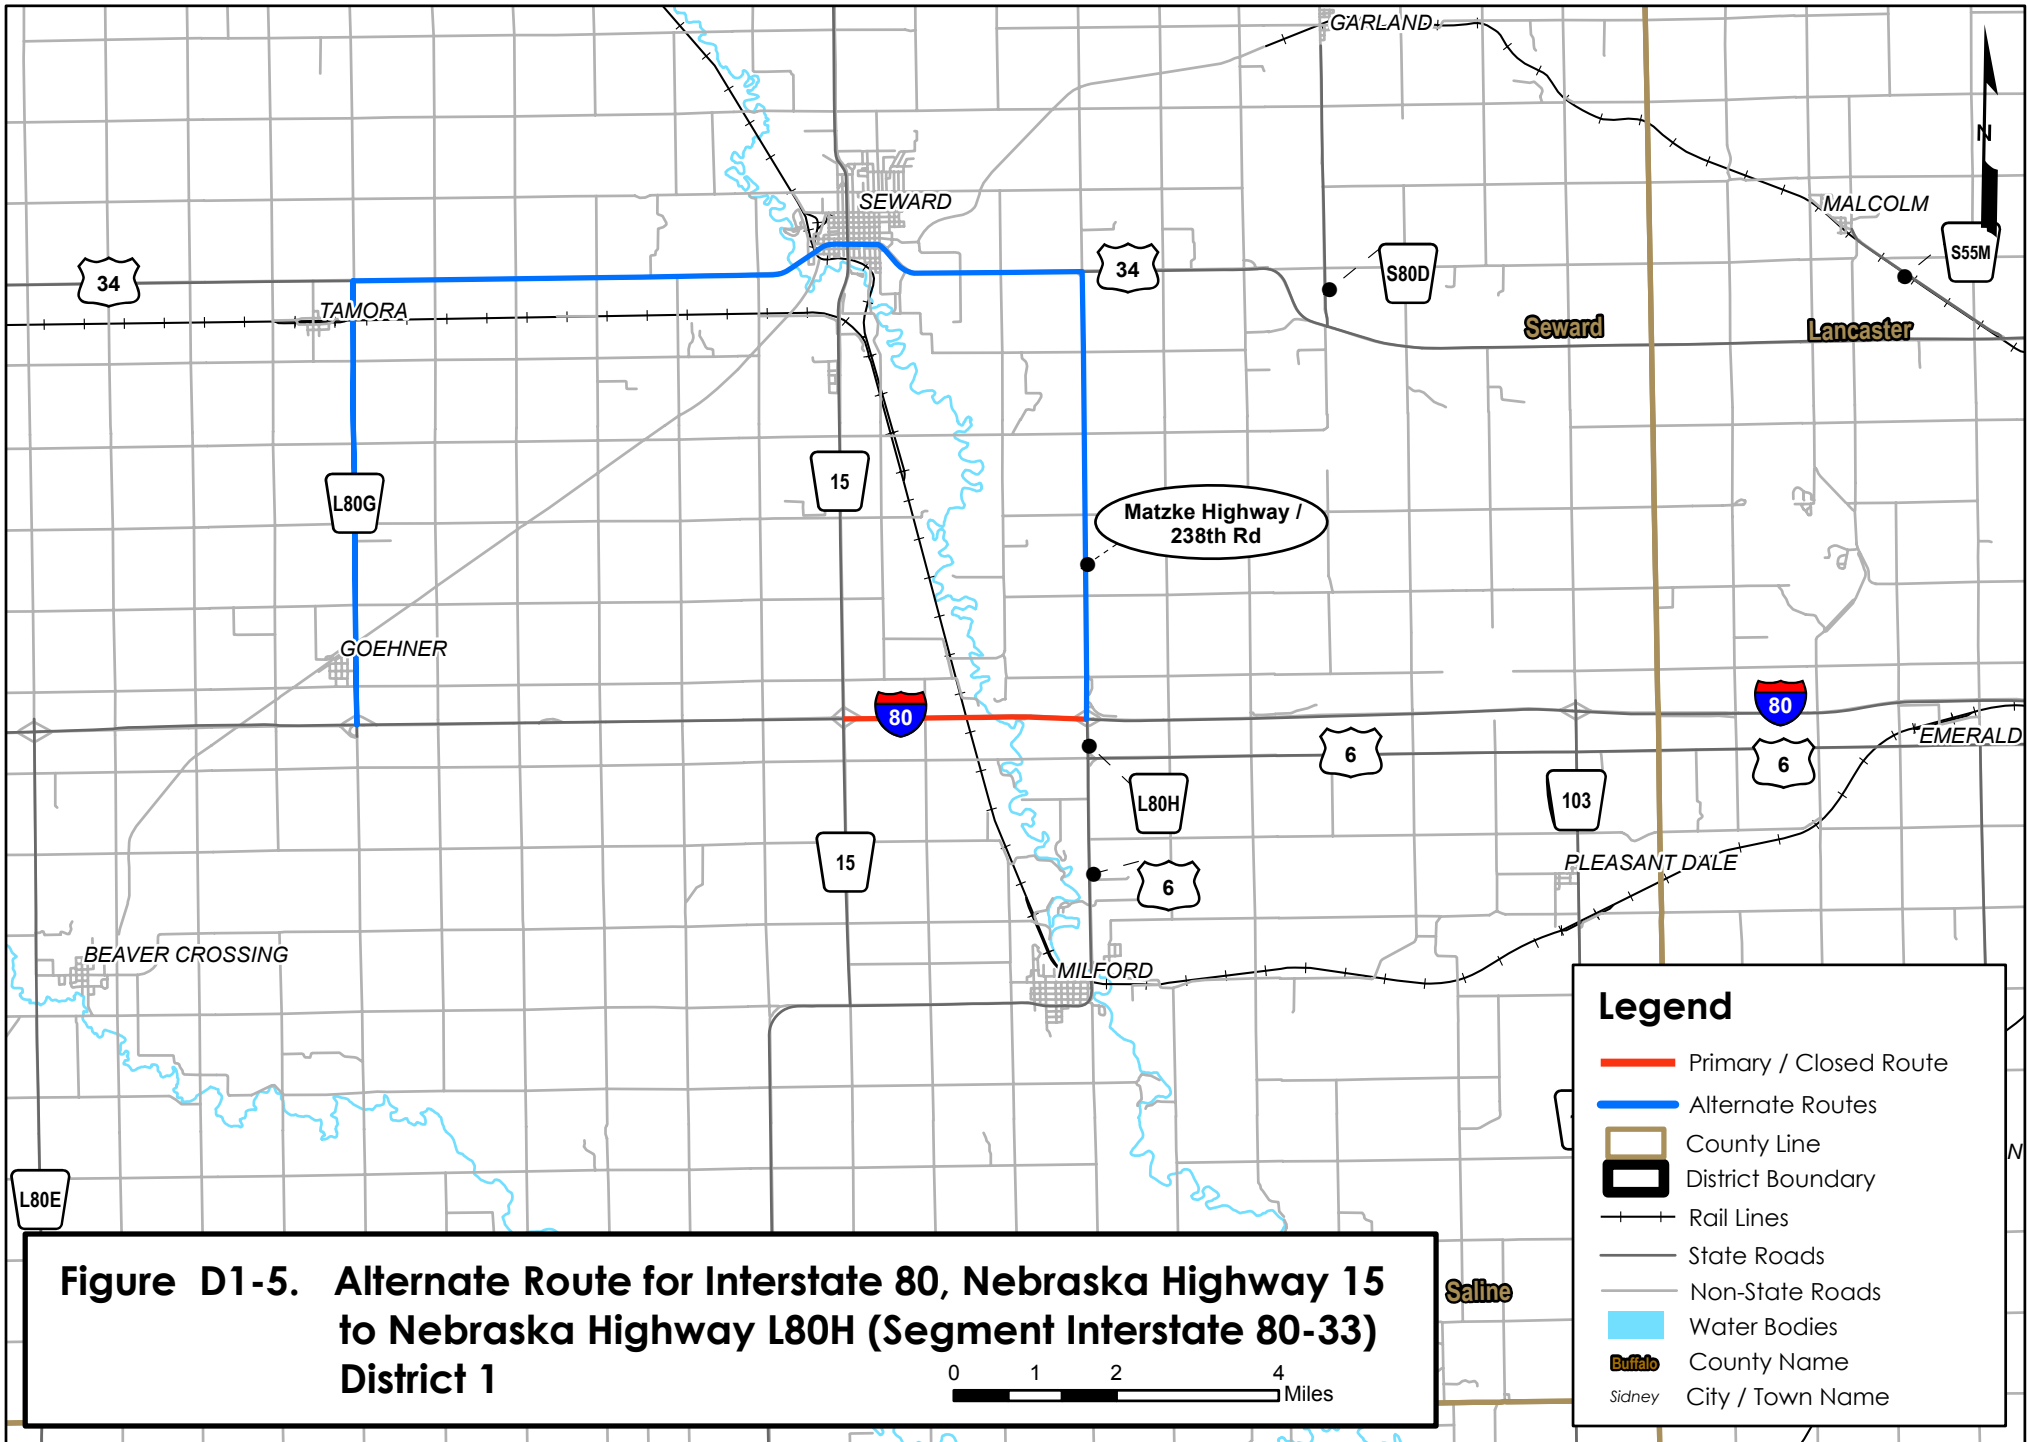 GARLAND
N
SEWARD
MALCOLM
34
34
S80D
S55M
TAMORA
Seward
Lancaster
15
L80G
Matzke Highway /
238th Rd
GOEHNER
80
80
6
EMERALD
6
L80H
103
15
6
PLEASANT DALE
BEAVER CROSSING
MILFORD
L80E
N
Saline
Legend
Primary / Closed Route
Alternate Routes
County Line
District Boundary
Rail Lines
State Roads
Non-State Roads
Water Bodies
Buffalo County Name
Sidney City / Town Name
Figure D1-5. Alternate Route for Interstate 80, Nebraska Highway 15
to Nebraska Highway L80H (Segment Interstate 80-33)
District 1
0 1 2 4
Miles